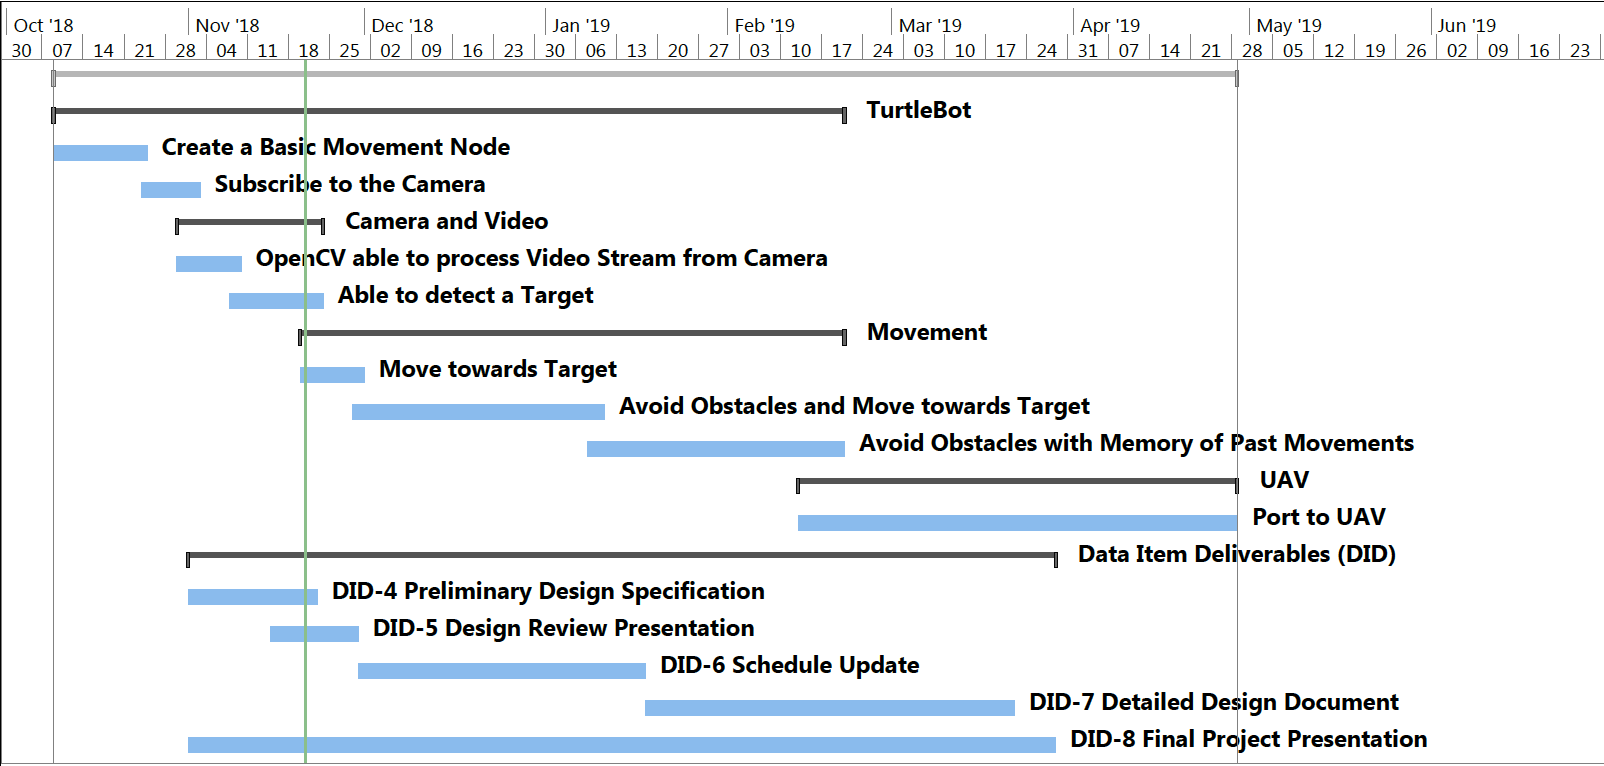 Oct '18 Nov '18 Dec '18 Jan '19 Feb '19 Mar '19 Apr '19 May '19 Jun '19
30 07 14 21 28 04 11 18 25 02 09 16 23 30 06 13 20 27 03 10 17 24 03 10 17 24 31 07 14 21 28 05 12 19 26 02 09 16 23
TurtleBot
Create a Basic Movement Node
Subscribe to the Camera
Camera and Video
OpenCV able to process Video Stream from Camera
Able to detect a Target
Movement
Move towards Target
Avoid Obstacles and Move towards Target
Avoid Obstacles with Memory of Past Movements
UAV
Port to UAV
Data Item Deliverables (DID)
DID-4 Preliminary Design Specification
DID-5 Design Review Presentation
DID-6 Schedule Update
DID-7 Detailed Design Document
DID-8 Final Project Presentation